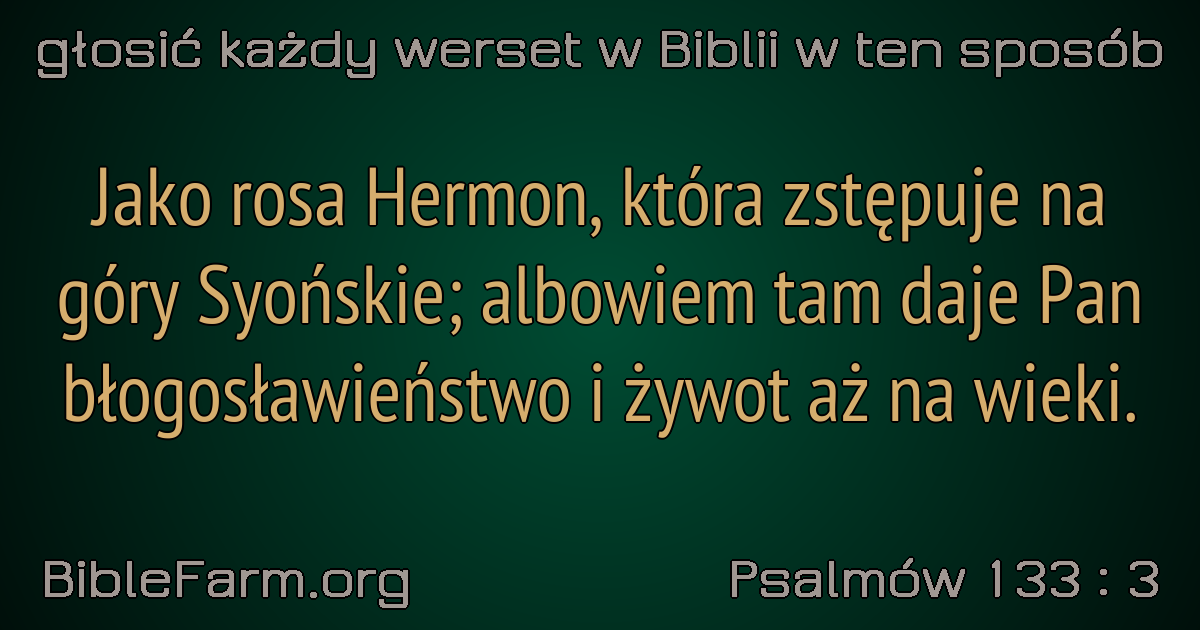 głosić każdy werset w Biblii w ten sposób
Jako rosa Hermon, która zstępuje na
góry Syońskie; albowiem tam daje Pan
błogosławieństwo i żywot aż na wieki.
BibleFarm.org
Psalmów 133 : 3